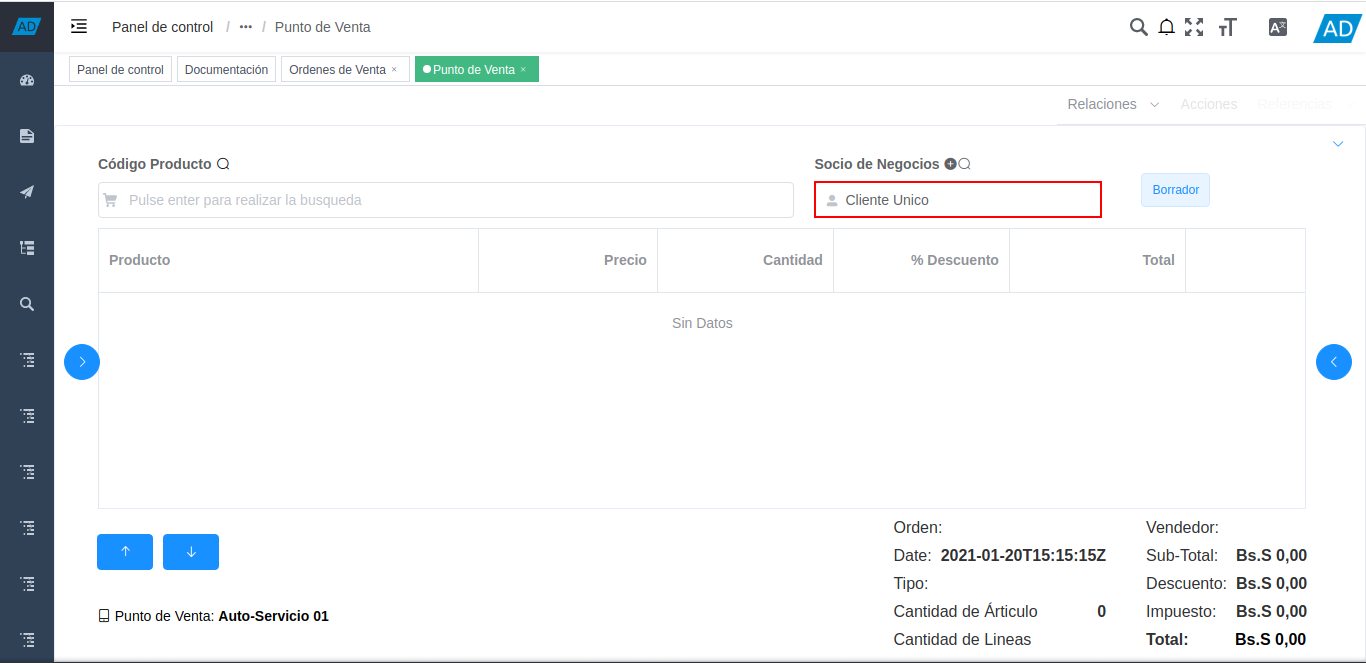 AD
Panel de control / ••• / Punto de Venta
AD
Panel de control
Documentación
Ordenes de Venta ×
Punto de Venta ×
Relaciones
Acciones
Referencias
Código Producto
Socio de Negocios
Pulse enter para realizar la busqueda
Cliente Unico
Borrador
Producto Precio Cantidad % Descuento Total
Sin Datos
Orden: Vendedor:
Date: 2021-01-20T15:15:15Z Sub-Total: Bs.S 0,00
Tipo: Descuento: Bs.S 0,00
Cantidad de Árticulo 0 Impuesto: Bs.S 0,00
Punto de Venta: Auto-Servicio 01
Cantidad de Lineas Total: Bs.S 0,00